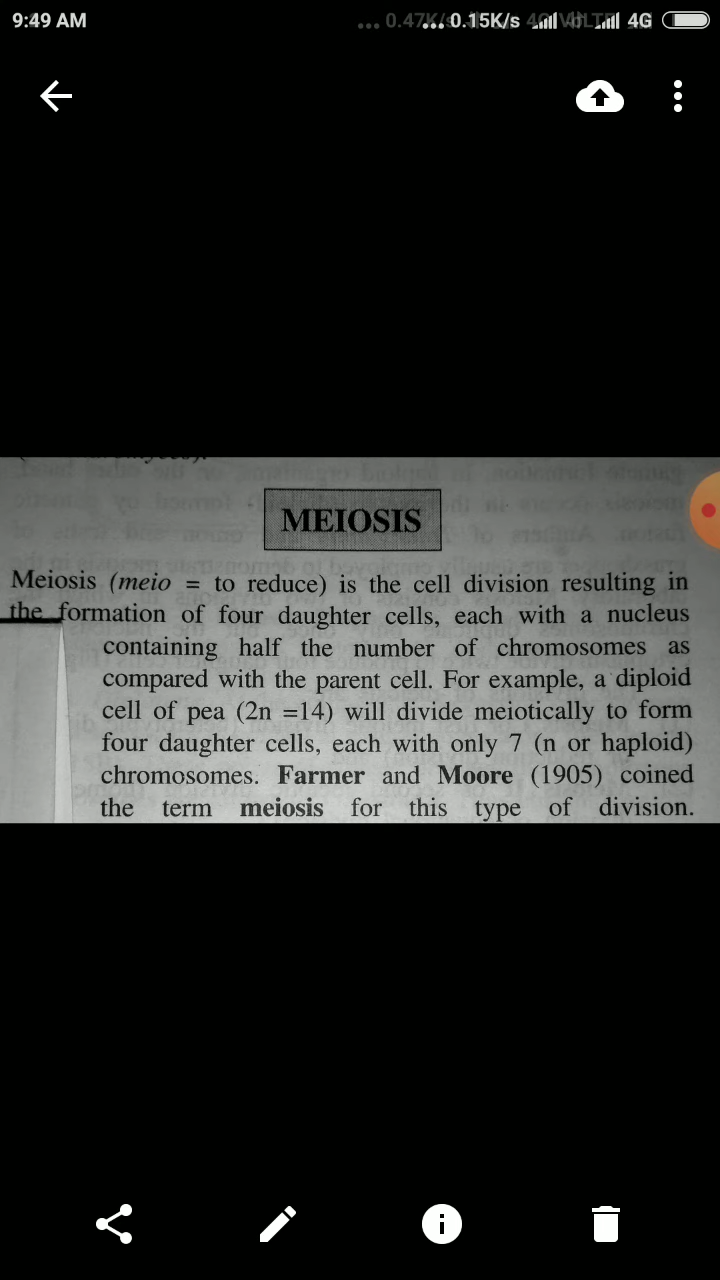 9:49 AM
... 0.15K/s 4G
MEIOSIS
Meiosis (meio = to reduce) is the cell division resulting in
the formation of four daughter cells, each with a nucleus
containing half the number of chromosomes as
compared with the parent cell. For example, a diploid
cell of pea (2n =14) will divide meiotically to form
four daughter cells, each with only 7 (n or haploid)
chromosomes. Farmer and Moore (1905) coined
the term meiosis for this type of division.